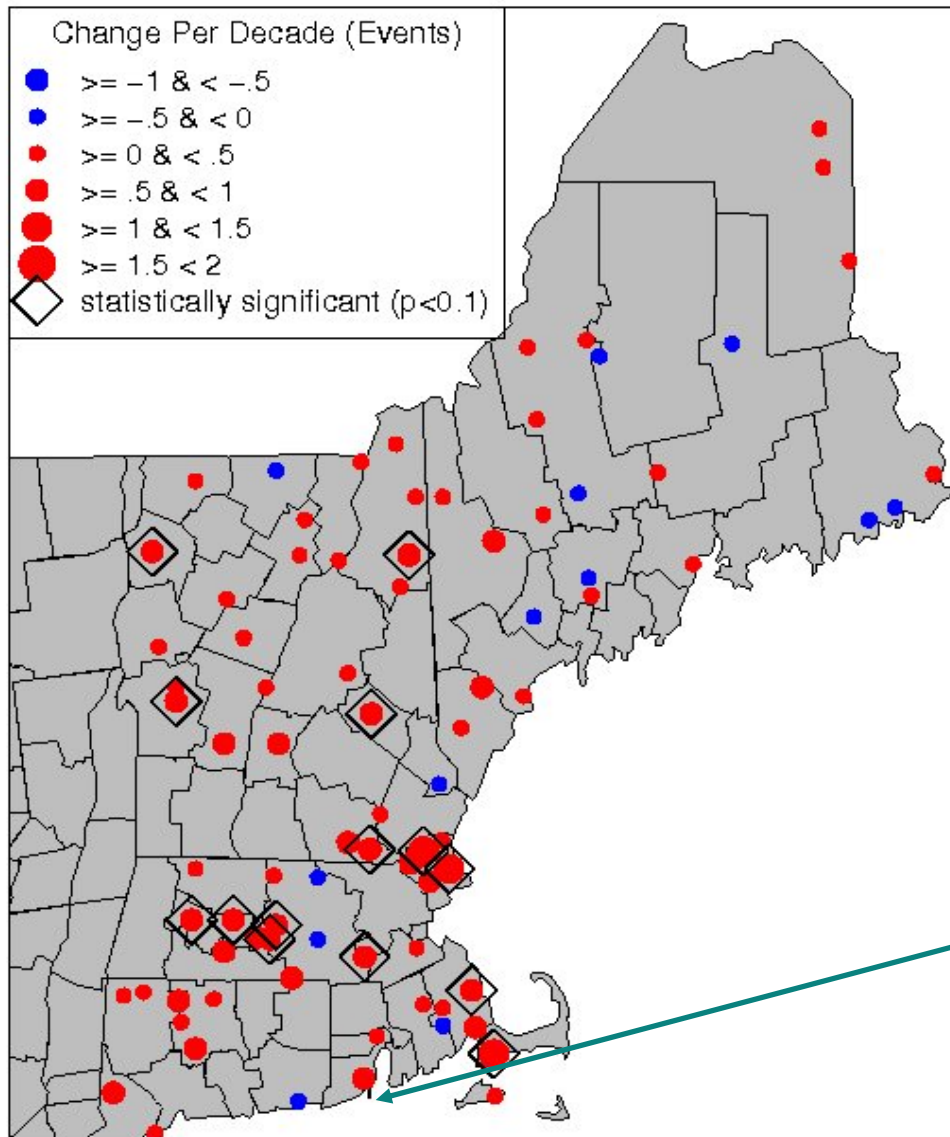 Change Per Decade (Events)
>= −1 & < −.5
>= −.5 & < 0
>= 0 & < .5
>= .5 & < 1
>= 1 & < 1.5
>= 1.5 < 2
statistically significant (p<0.1)